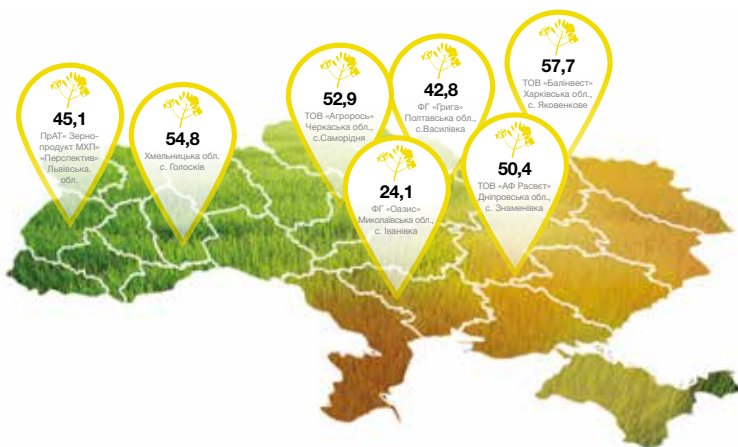 45,1
ПрАТ« Зерно-
продукт МХП»
«Перспектив»
Львівська.
обл.
54,8
Хмельницька обл.
с. Голосків
52,9
ТОВ «Агрорось»
Черкаська обл.,
с.Саморідня
42,8
ФГ «Грига»
Полтавська обл.,
с.Василівка
57,7
ТОВ «Балінвест»
Харківська обл.,
с. Яковенкове
24,1
ФГ «Оазис»
Миколаївська обл.,
с. Іванівка
50,4
ТОВ «АФ Расвєт»
Дніпровська обл.,
с. Знаменівка